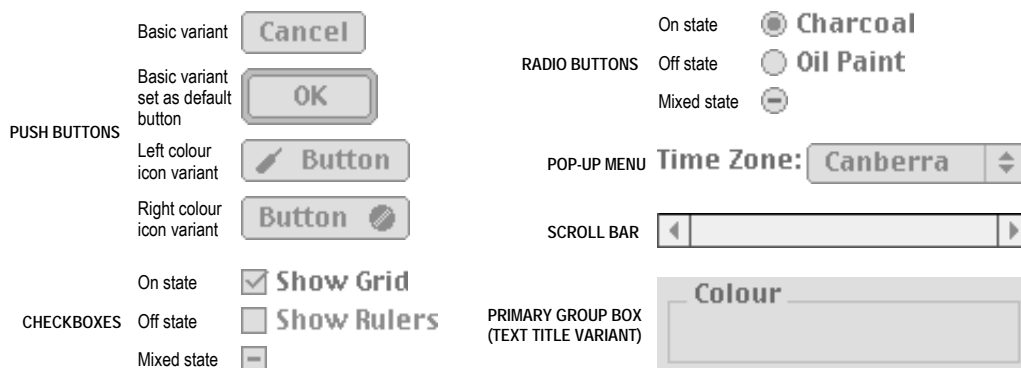 PUSH BUTTONS
Basic variant
Cancel
Basic variant
set as default
button
OK
Left colour
icon variant
Button
Right colour
icon variant
Button
CHECKBOXES
On state
Show Grid
Off state
Show Rulers
Mixed state
RADIO BUTTONS
On state
Charcoal
Off state
Oil Paint
Mixed state
POP-UP MENU
Time Zone:
Canberra
SCROLL BAR
PRIMARY GROUP BOX
(TEXT TITLE VARIANT)
Colour